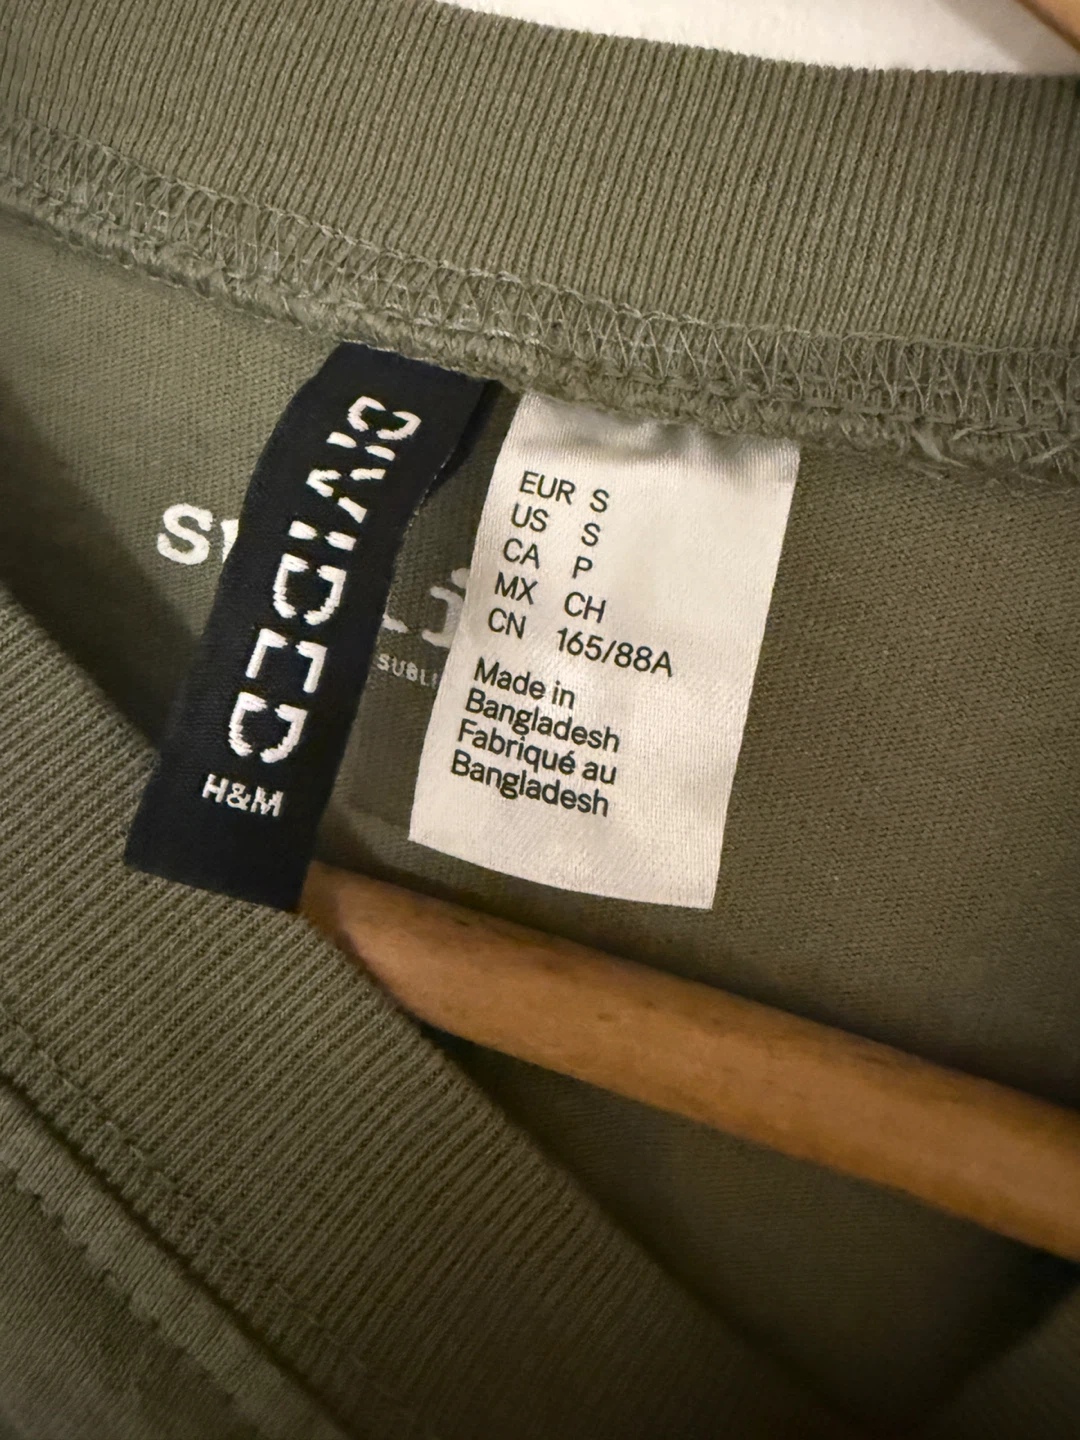 DIVIDED
H&M
EUR S
US S
CA P
MX CH
CN 165/88A
Made in
Bangladesh
Fabriqué au
Bangladesh